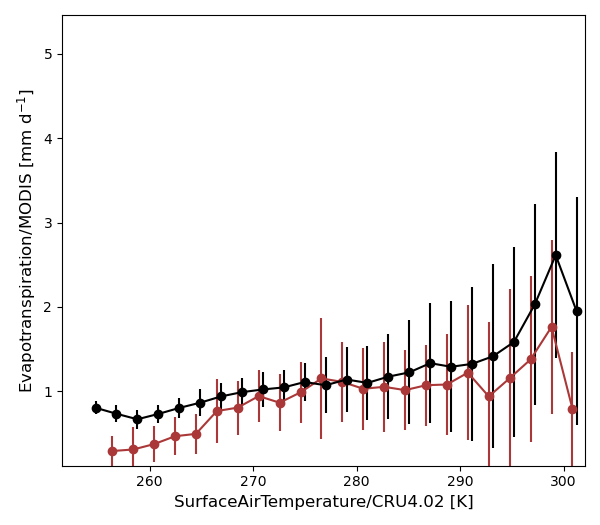 5
4
3
2
1
Evapotranspiration/MODIS [mm d⁻¹]
260 270 280 290 300
SurfaceAirTemperature/CRU4.02 [K]